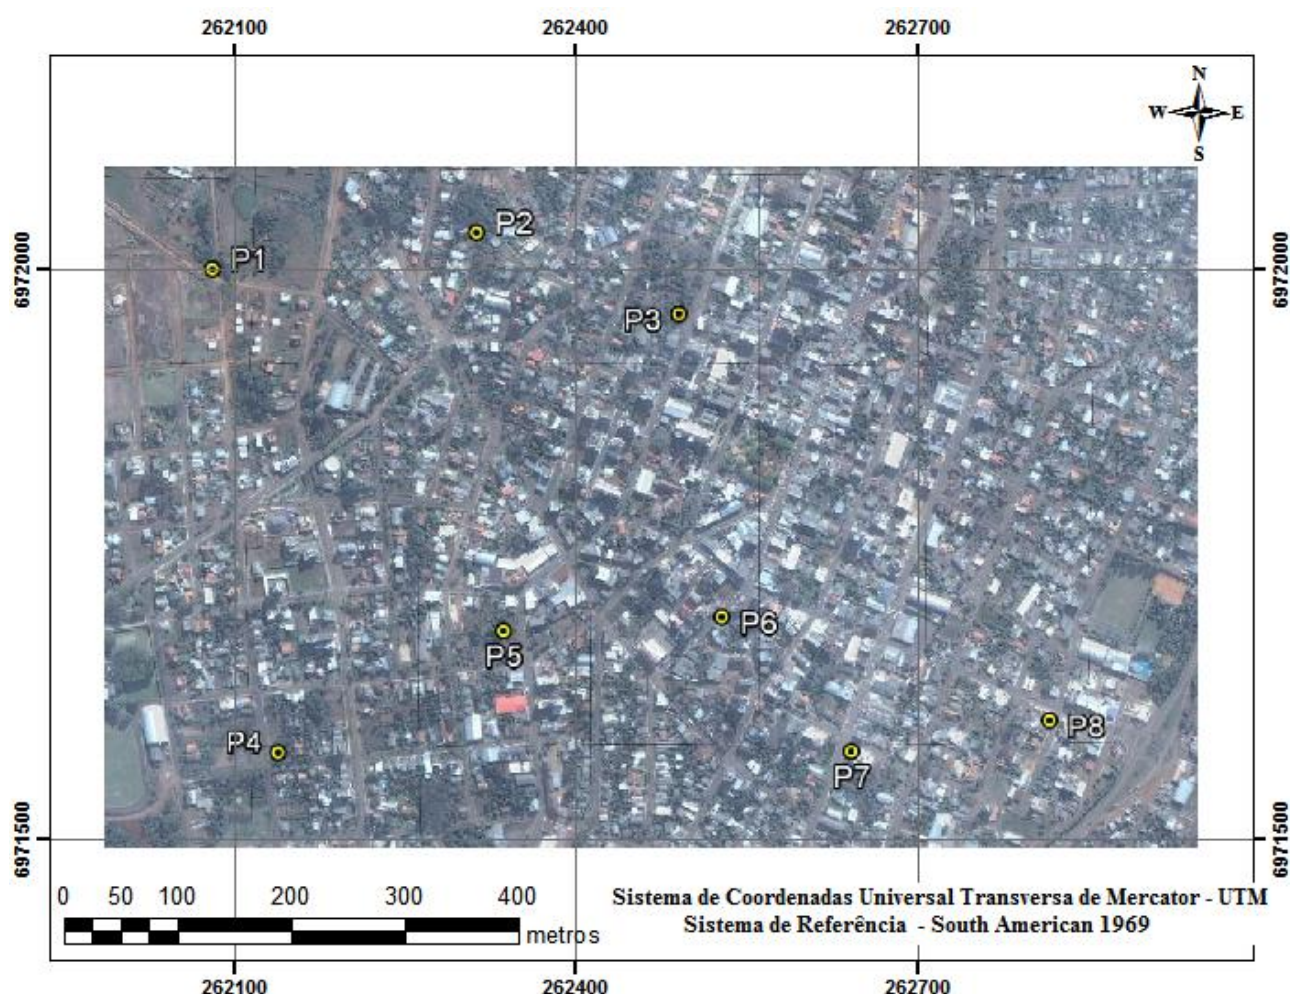 262100 262400 262700
N
W E
S
P2
P1
6972000 6972000
P3
P6
P5
P8
P4
P7
6971500 6971500
0 50 100 200 300 400
metros
Sistema de Coordenadas Universal Transversa de Mercator - UTM
Sistema de Referência - South American 1969
262100 262400 262700